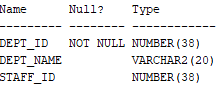 Name Null? Type
--------- -------- ------------
DEPT_ID NOT NULL NUMBER(38)
DEPT_NAME VARCHAR2(20)
STAFF_ID NUMBER(38)